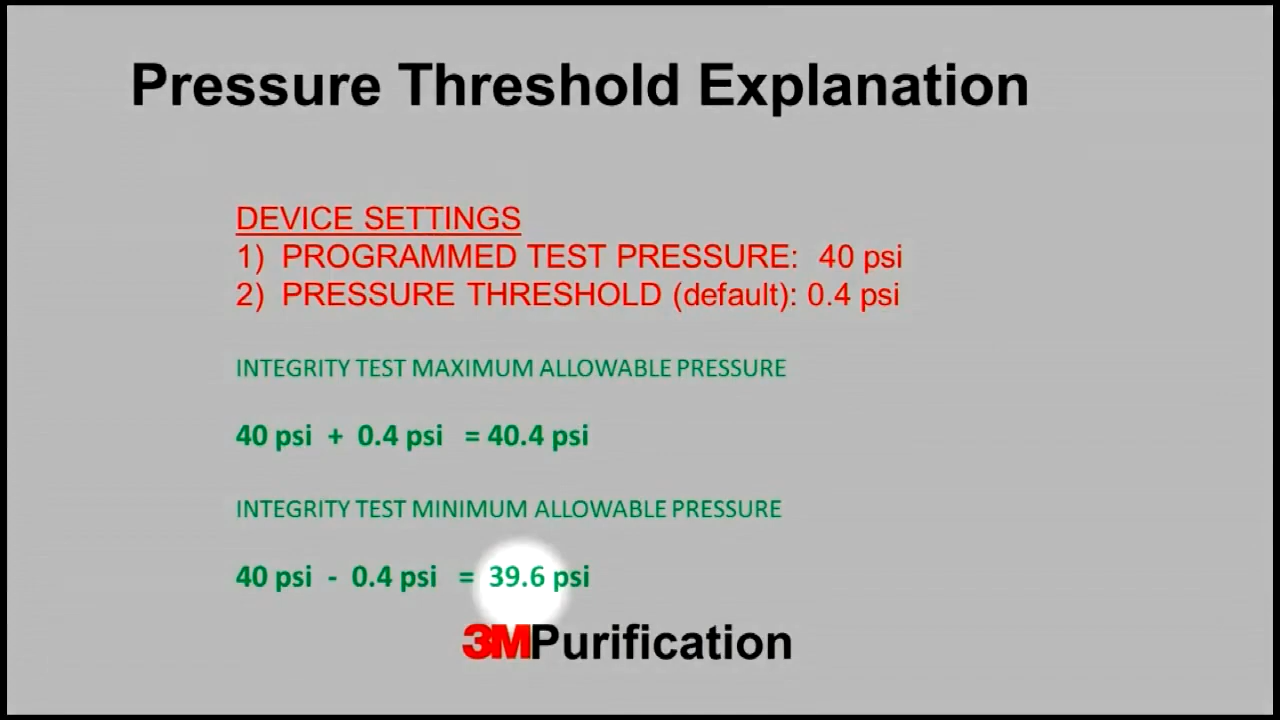 Pressure Threshold Explanation
DEVICE SETTINGS
1) PROGRAMMED TEST PRESSURE: 40 psi
2) PRESSURE THRESHOLD (default): 0.4 psi
INTEGRITY TEST MAXIMUM ALLOWABLE PRESSURE
40 psi + 0.4 psi = 40.4 psi
INTEGRITY TEST MINIMUM ALLOWABLE PRESSURE
40 psi - 0.4 psi = 39.6 psi
3MPurification